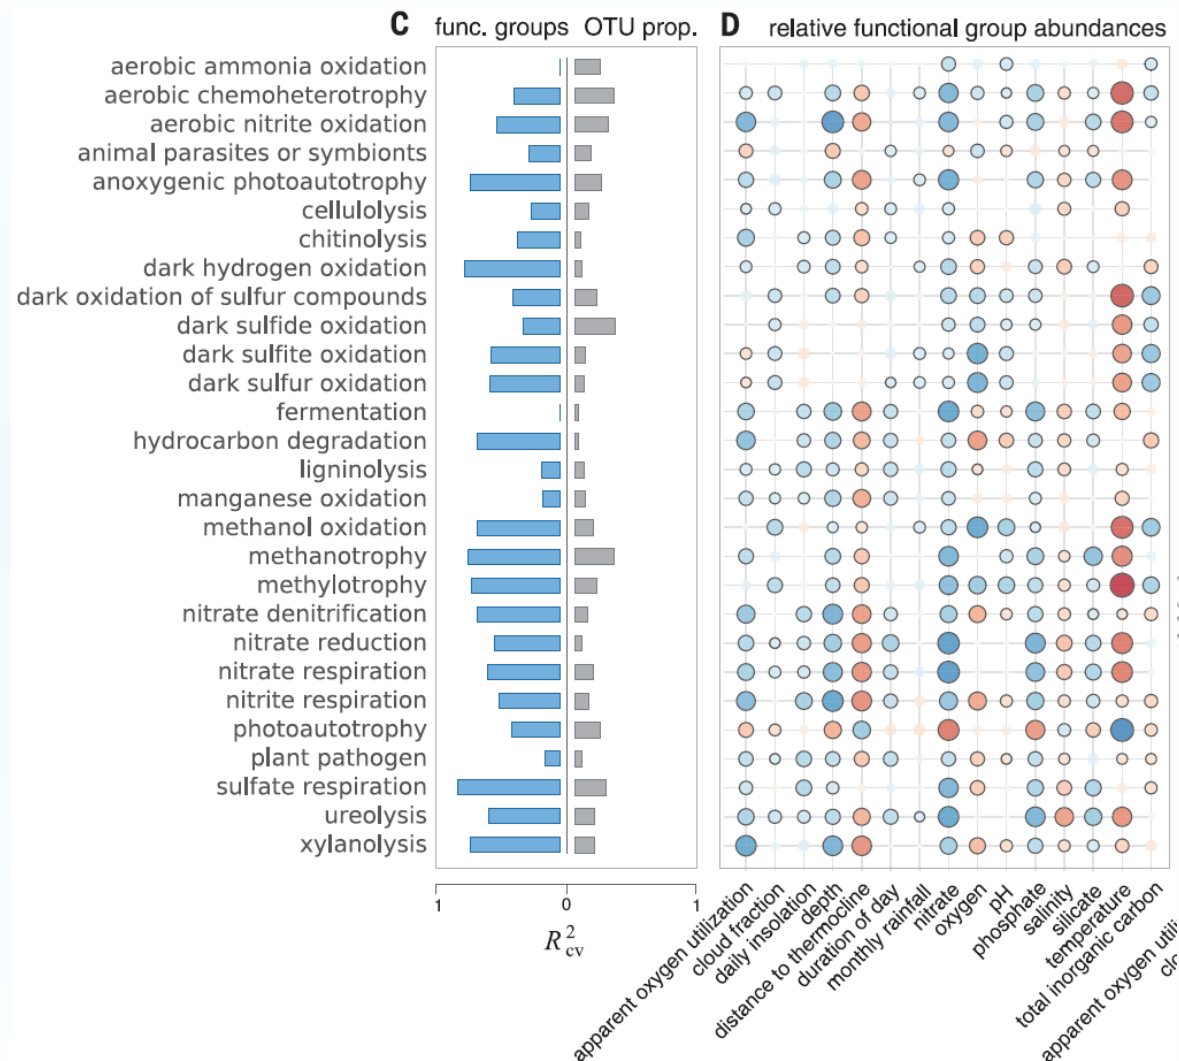 C func. groups OTU prop. D relative functional group abundances
aerobic ammonia oxidation
aerobic chemoheterotrophy
aerobic nitrite oxidation
animal parasites or symbionts
anoxygenic photoautotrophy
cellulolysis
chitinolysis
dark hydrogen oxidation
dark oxidation of sulfur compounds
dark sulfide oxidation
dark sulfite oxidation
dark sulfur oxidation
fermentation
hydrocarbon degradation
ligninolysis
manganese oxidation
methanol oxidation
methanotrophy
methylotrophy
nitrate denitrification
nitrate reduction
nitrate respiration
nitrite respiration
photoautotrophy
plant pathogen
sulfate respiration
ureolysis
xylanolysis
1 0 1
R²cv
apparent oxygen utilization
cloud fraction
daily insolation
depth
distance to thermocline
duration of day
monthly rainfall
nitrate
oxygen
pH
phosphate
salinity
silicate
temperature
total inorganic carbon
apparent oxygen utili
clo